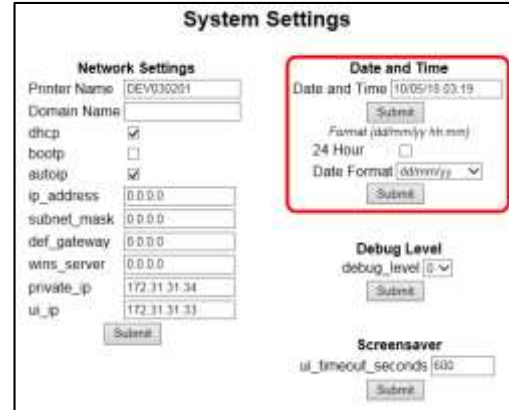 System Settings
Network Settings
Printer Name DEV030201
Domain Name
dhcp
bootp
autoip
ip_address 0.0.0.0
subnet_mask 0.0.0.0
def_gateway 0.0.0.0
wins_server 0.0.0.0
private_ip 172.31.31.34
ui_ip 172.31.31.33
Submit
Date and Time
Date and Time 10/05/18 03:19
Submit
Format (dd/mm/yy hh:mm)
24 Hour
Date Format dd/mm/yy
Submit
Debug Level
debug_level 0
Submit
Screensaver
ui_timeout_seconds 600
Submit